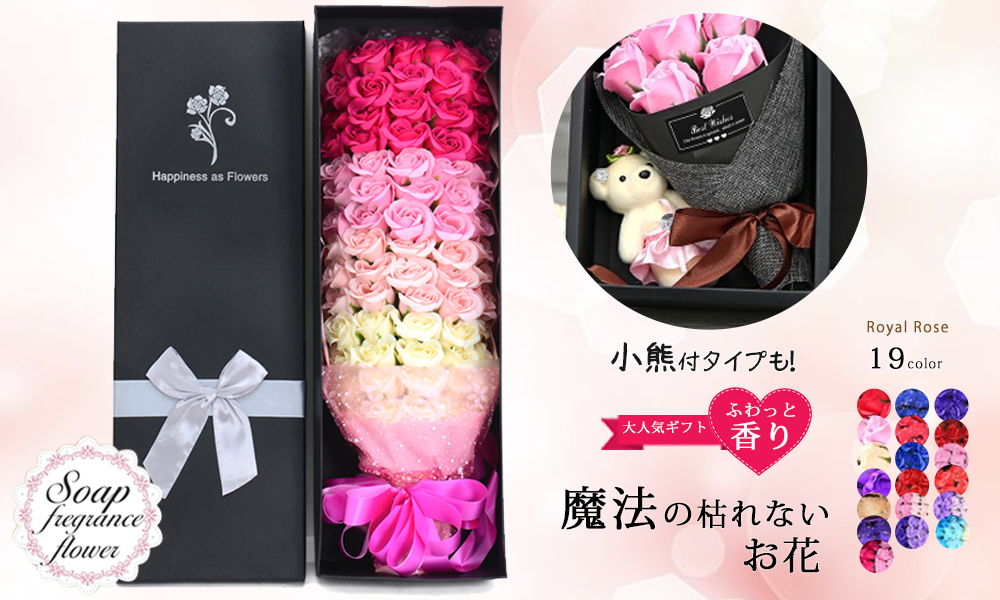 Happiness as Flowers
Soap
fregrance
flower
Best Wishes
小熊付タイプも!
大人気ギフト
ふわっと
香り
魔法の枯れない
お花
Royal Rose
19color